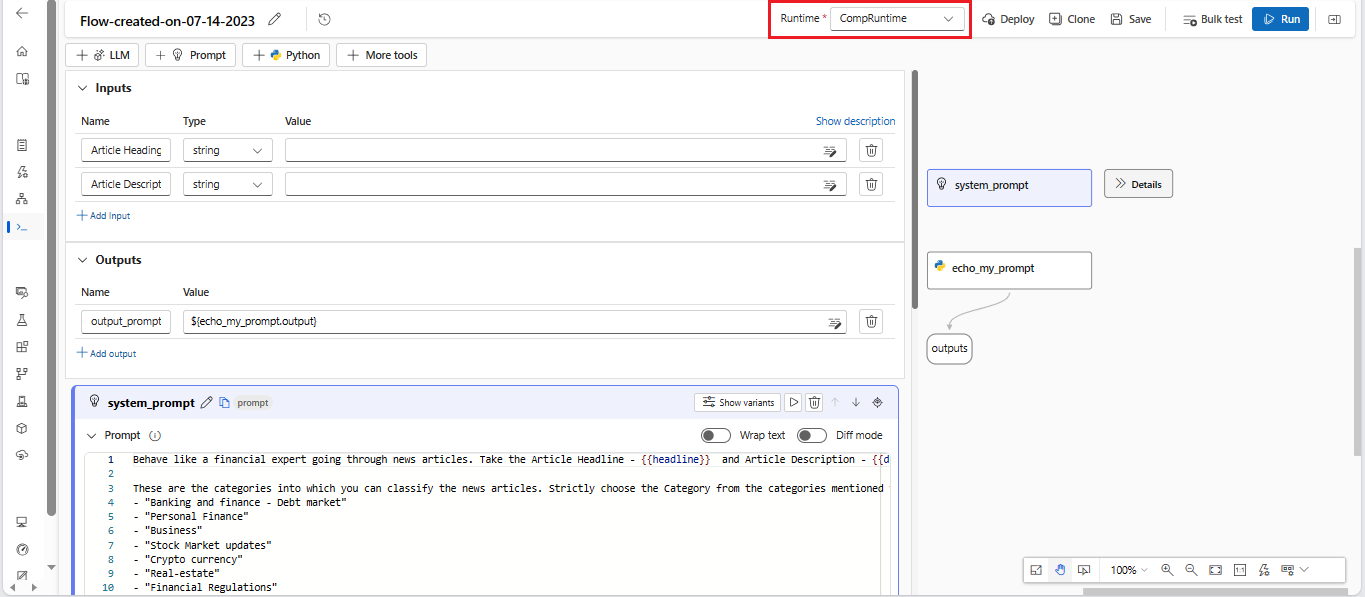 Flow-created-on-07-14-2023
Runtime * CompRuntime
Deploy Clone Save Bulk test Run
LLM Prompt Python More tools
Inputs
Name Type Value Show description
Article Heading string
Article Descript string
Add Input
Outputs
Name Value
output_prompt ${echo_my_prompt.output}
Add output
system_prompt prompt Show variants
Prompt Wrap text Diff mode
1 Behave like a financial expert going through news articles. Take the Article Headline - {{headline}} and Article Description - {{d
2
3 These are the categories into which you can classify the news articles. Strictly choose the Category from the categories mentioned
4 - "Banking and finance - Debt market"
5 - "Personal Finance"
6 - "Business"
7 - "Stock Market updates"
8 - "Crypto currency"
9 - "Real-estate"
10 - "Financial Regulations"
system_prompt Details
echo_my_prompt
outputs
100% 1:1